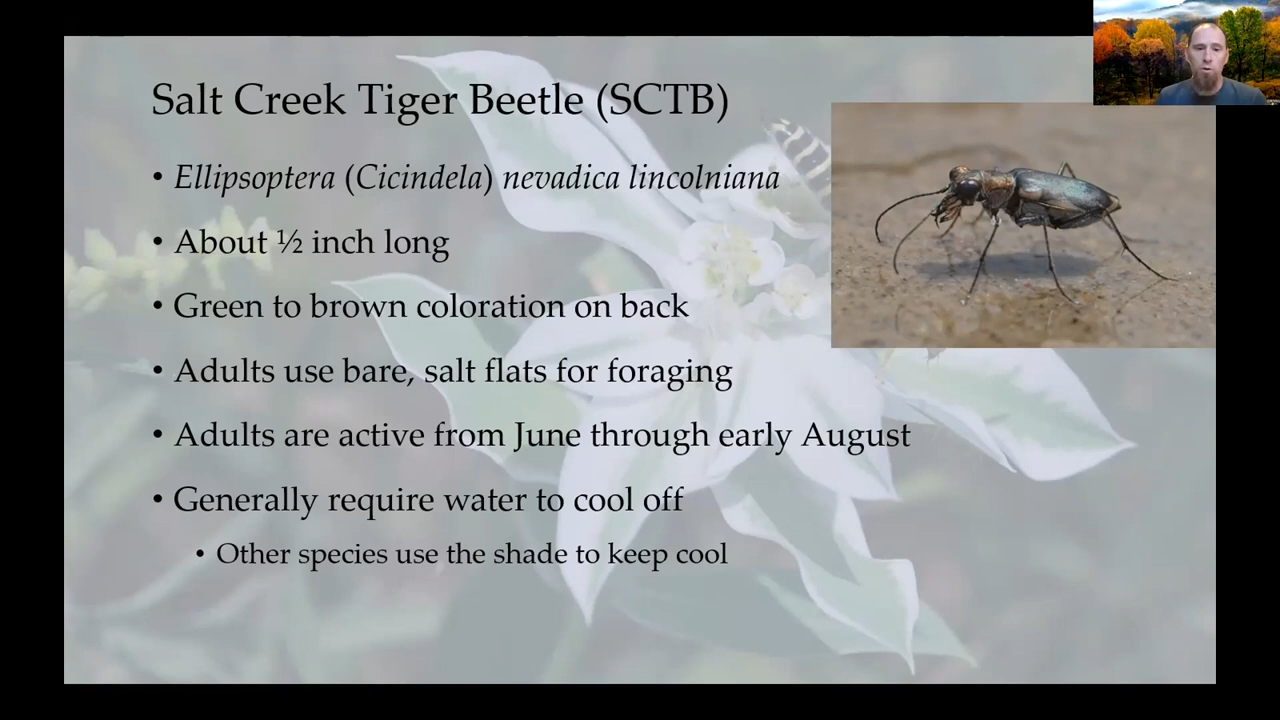 Salt Creek Tiger Beetle (SCTB)
• Ellipsoptera (Cicindela) nevadica lincolniana
• About ½ inch long
• Green to brown coloration on back
• Adults use bare, salt flats for foraging
• Adults are active from June through early August
• Generally require water to cool off
• Other species use the shade to keep cool